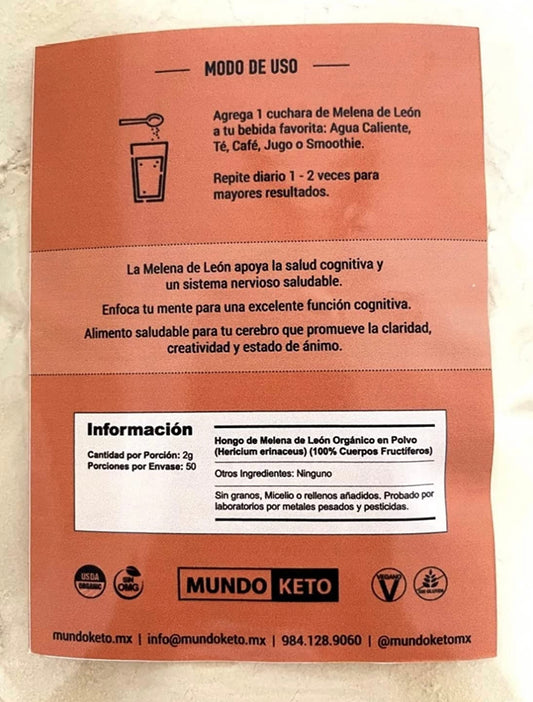 MODO DE USO
Agrega 1 cuchara de Melena de León
a tu bebida favorita: Agua Caliente,
Té, Café, Jugo o Smoothie.
Repite diario 1 - 2 veces para
mayores resultados.
La Melena de León apoya la salud cognitiva y
un sistema nervioso saludable.
Enfoca tu mente para una excelente función cognitiva.
Alimento saludable para tu cerebro que promueve la claridad,
creatividad y estado de ánimo.
Información
Cantidad por Porción: 2g
Porciones por Envase: 50
Hongo de Melena de León Orgánico en Polvo
(Hericium erinaceus) (100% Cuerpos Fructíferos)
Otros Ingredientes: Ninguno
Sin granos, Micelio o rellenos añadidos. Probado por
laboratorios por metales pesados y pesticidas.
USDA
ORGANIC
SIN
OMG
MUNDO KETO
VEGANO
SIN GLUTEN
mundoketo.mx | info@mundoketo.mx | 984.128.9060 | @mundoketomx